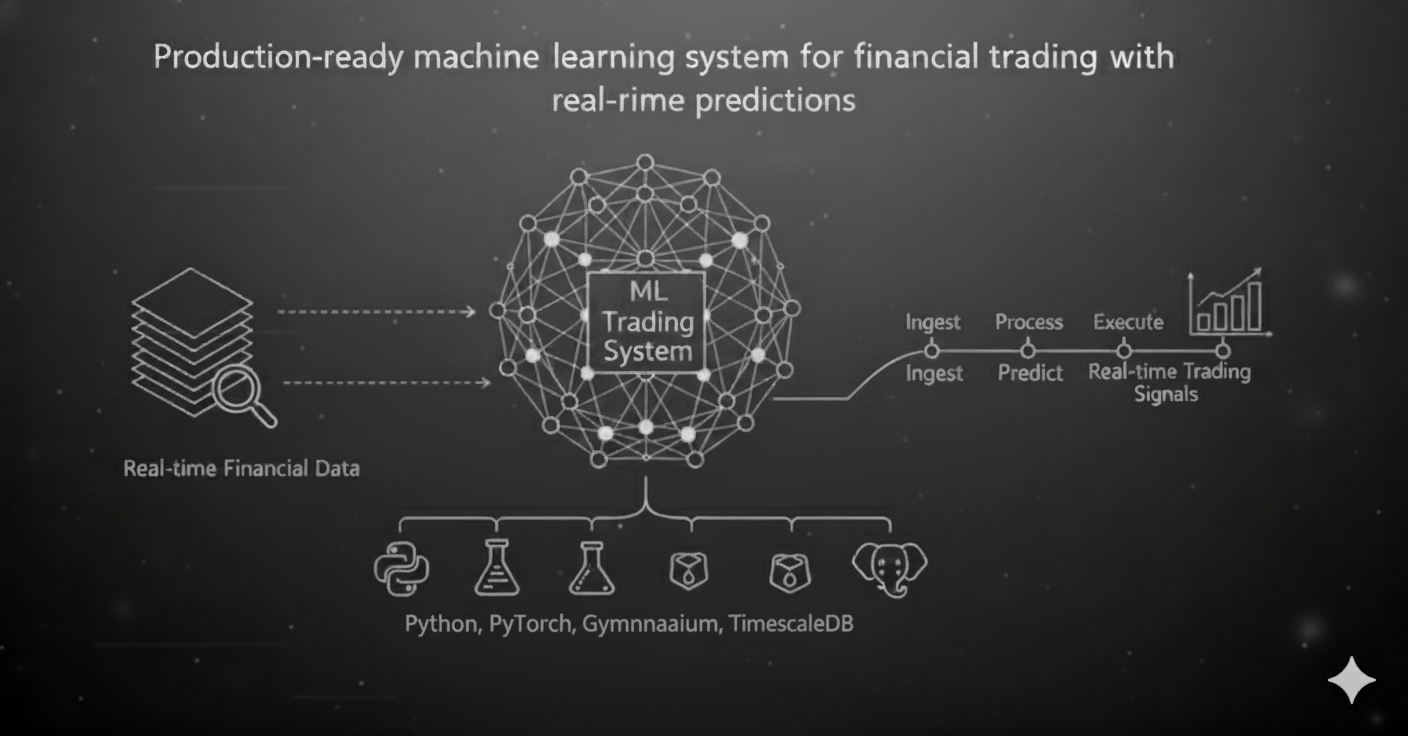 Production-ready machine learning system for financial trading with
real-rime predictions
ML
Trading
System
Ingest Process Execute
Ingest Predict Real-time Trading
Signals
Real-time Financial Data
Python, PyTorch, Gymnnaaium, TimescaleDB